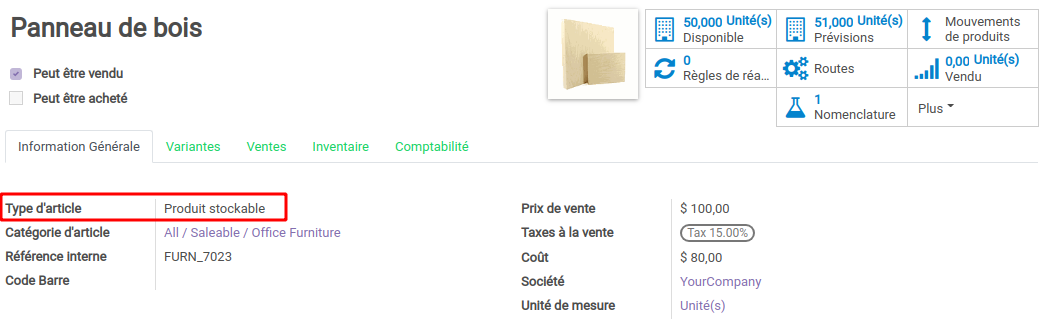 Panneau de bois
Peut être vendu
Peut être acheté
50,000 Unité(s)
Disponible
51,000 Unité(s)
Prévisions
Mouvements
de produits
0
Règles de réa...
Routes
0,00 Unité(s)
Vendu
1
Nomenclature
Plus
Information Générale
Variantes
Ventes
Inventaire
Comptabilité
Type d'article Produit stockable
Catégorie d'article All / Saleable / Office Furniture
Référence interne FURN_7023
Code Barre
Prix de vente $ 100,00
Taxes à la vente Tax 15.00%
Coût $ 80,00
Société YourCompany
Unité de mesure Unité(s)